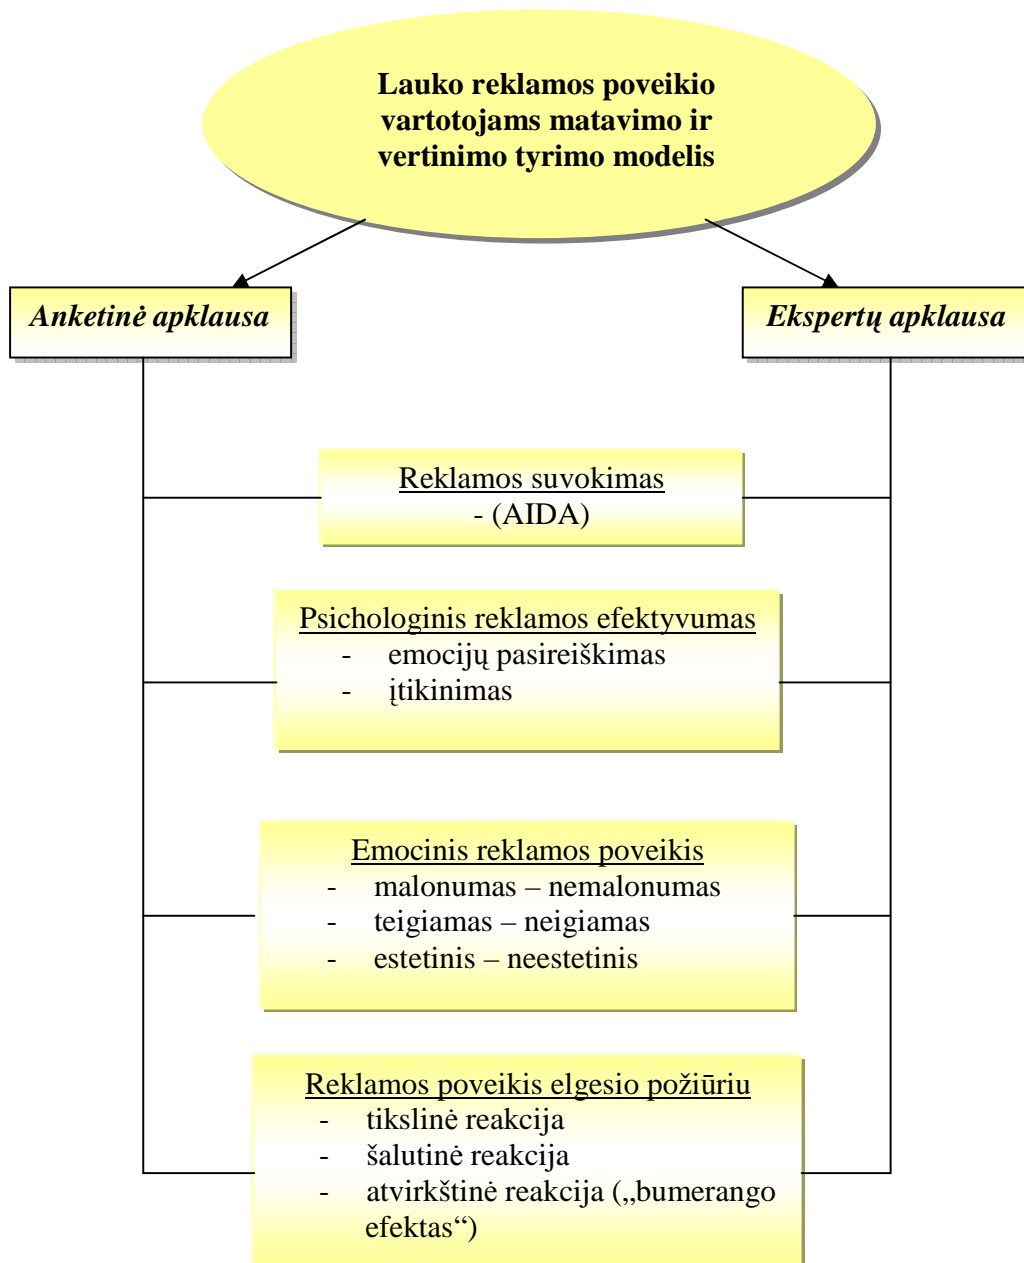 Lauko reklamos poveikio
vartotojams matavimo ir
vertinimo tyrimo modelis
Anketinė apklausa
Ekspertų apklausa
Reklamos suvokimas
- (AIDA)
Psichologinis reklamos efektyvumas
- emocijų pasireiškimas
- įtikinimas
Emocinis reklamos poveikis
- malonumas – nemalonumas
- teigiamas – neigiamas
- estetinis – neestetinis
Reklamos poveikis elgesio požiūriu
- tikslinė reakcija
- šalutinė reakcija
- atvirkštinė reakcija („bumerango
efektas“)